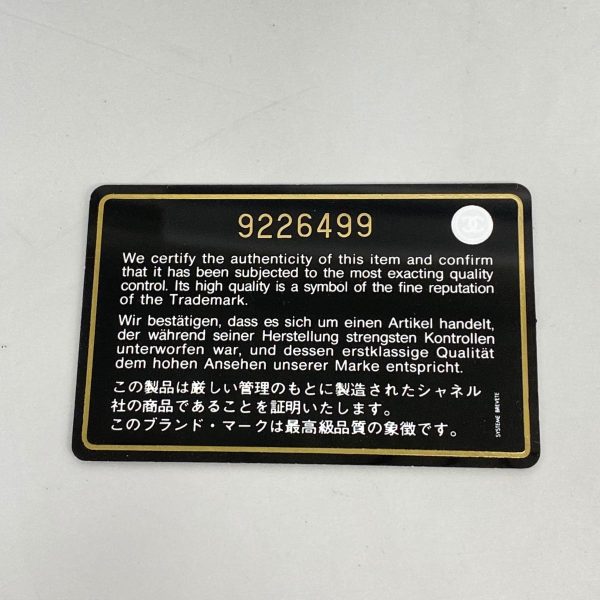 9226499
We certify the authenticity of this item and confirm
that it has been subjected to the most exacting quality
control. Its high quality is a symbol of the fine reputation
of the Trademark.
Wir bestätigen, dass es sich um einen Artikel handelt,
der während seiner Herstellung strengsten Kontrollen
unterworfen war, und dessen erstklassige Qualität
dem hohen Ansehen unserer Marke entspricht.
この製品は厳しい管理のもとに製造されたシャネル
社の商品であることを証明いたします。
このブランド・マークは最高級品質の象徴です。
SYSTEME BREVETE